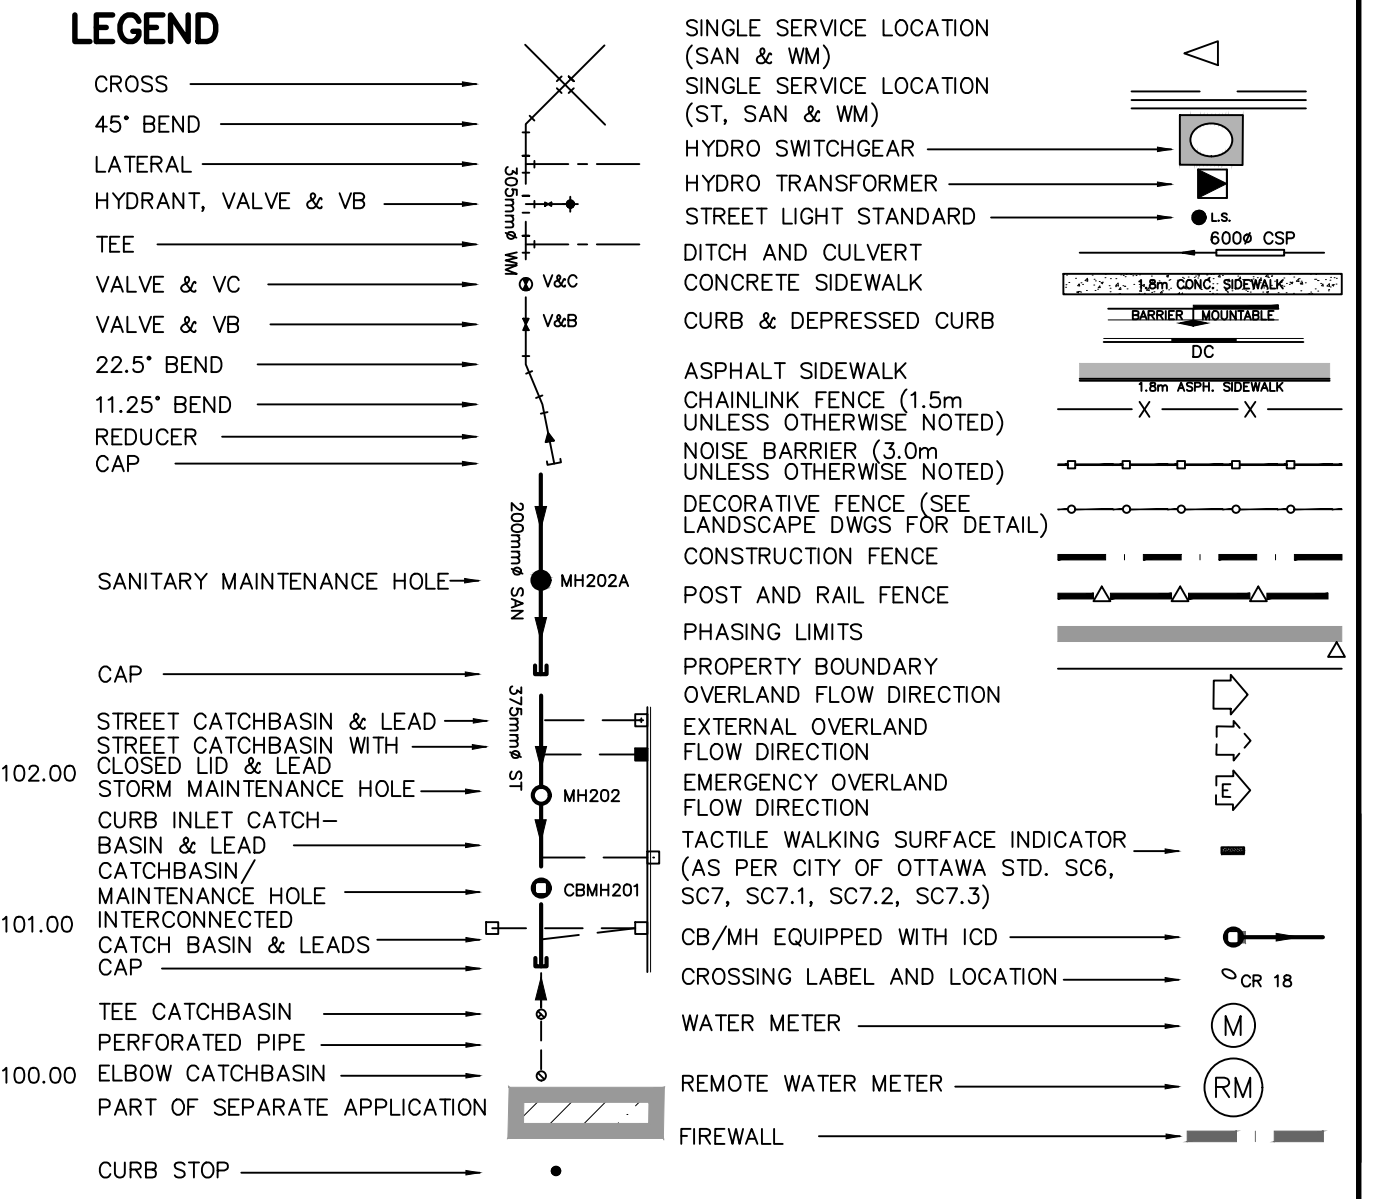 LEGEND
CROSS
45° BEND
LATERAL
HYDRANT, VALVE & VB
TEE
VALVE & VC
VALVE & VB
22.5° BEND
11.25° BEND
REDUCER
CAP
305mmø WM
V&C
V&B
SANITARY MAINTENANCE HOLE
200mmø SAN
MH202A
CAP
STREET CATCHBASIN & LEAD
STREET CATCHBASIN WITH
CLOSED LID & LEAD
102.00
STORM MAINTENANCE HOLE
375mmø ST
MH202
CURB INLET CATCH-
BASIN & LEAD
CATCHBASIN/
MAINTENANCE HOLE
CBMH201
101.00
INTERCONNECTED
CATCH BASIN & LEADS
CAP
TEE CATCHBASIN
PERFORATED PIPE
100.00
ELBOW CATCHBASIN
PART OF SEPARATE APPLICATION
CURB STOP
SINGLE SERVICE LOCATION
(SAN & WM)
SINGLE SERVICE LOCATION
(ST, SAN & WM)
HYDRO SWITCHGEAR
HYDRO TRANSFORMER
STREET LIGHT STANDARD
L.S.
DITCH AND CULVERT
600ø CSP
CONCRETE SIDEWALK
1.8m CONC. SIDEWALK
CURB & DEPRESSED CURB
BARRIER
MOUNTABLE
DC
ASPHALT SIDEWALK
1.8m ASPH. SIDEWALK
CHAINLINK FENCE (1.5m
UNLESS OTHERWISE NOTED)
X X
NOISE BARRIER (3.0m
UNLESS OTHERWISE NOTED)
DECORATIVE FENCE (SEE
LANDSCAPE DWGS FOR DETAIL)
CONSTRUCTION FENCE
POST AND RAIL FENCE
PHASING LIMITS
PROPERTY BOUNDARY
OVERLAND FLOW DIRECTION
EXTERNAL OVERLAND
FLOW DIRECTION
EMERGENCY OVERLAND
FLOW DIRECTION
E
TACTILE WALKING SURFACE INDICATOR
(AS PER CITY OF OTTAWA STD. SC6,
SC7, SC7.1, SC7.2, SC7.3)
CB/MH EQUIPPED WITH ICD
CROSSING LABEL AND LOCATION
CR 18
WATER METER
M
REMOTE WATER METER
RM
FIREWALL